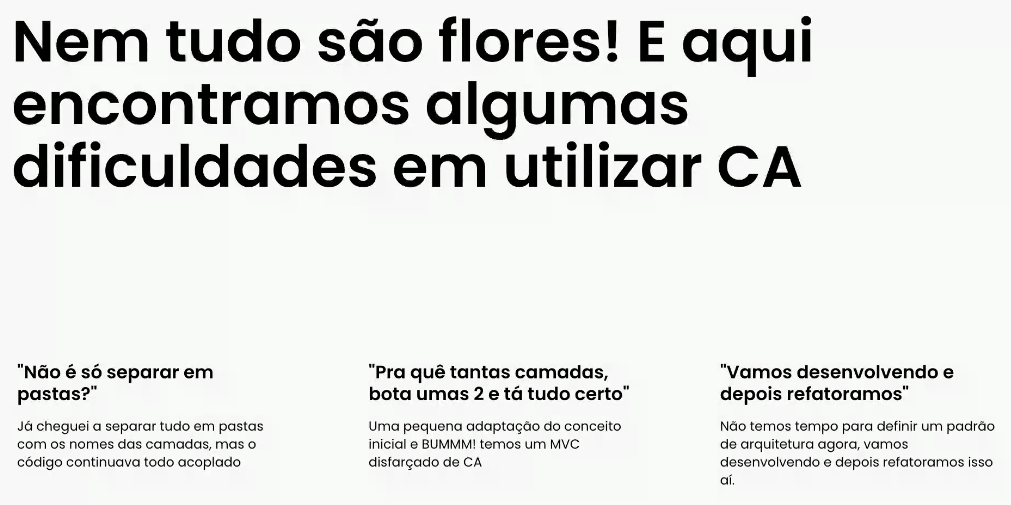 Nem tudo são flores! E aqui
encontramos algumas
dificuldades em utilizar CA
"Não é só separar em
pastas?"
Já cheguei a separar tudo em pastas
com os nomes das camadas, mas o
código continuava todo acoplado
"Pra quê tantas camadas,
bota umas 2 e tá tudo certo"
Uma pequena adaptação do conceito
inicial e BUMMM! temos um MVC
disfarçado de CA
"Vamos desenvolvendo e
depois refatoramos"
Não temos tempo para definir um padrão
de arquitetura agora, vamos
desenvolvendo e depois refatoramos isso
aí.